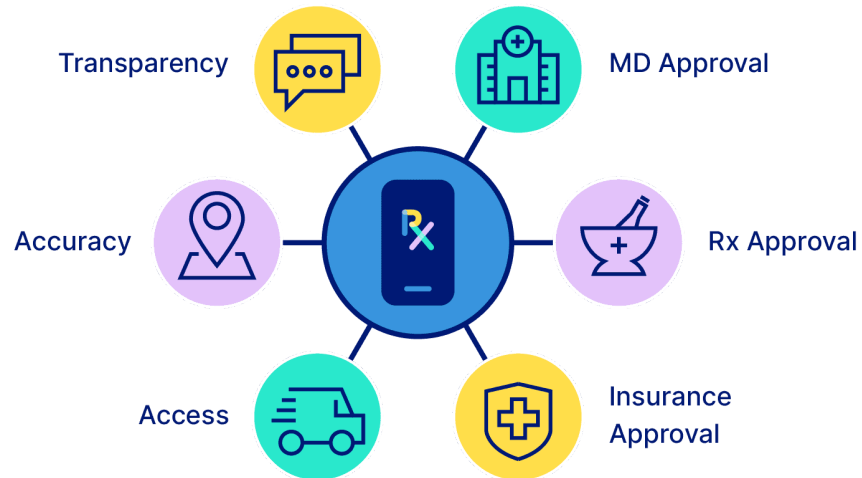 Transparency
MD Approval
Accuracy
Rx
Rx Approval
Access
Insurance
Approval